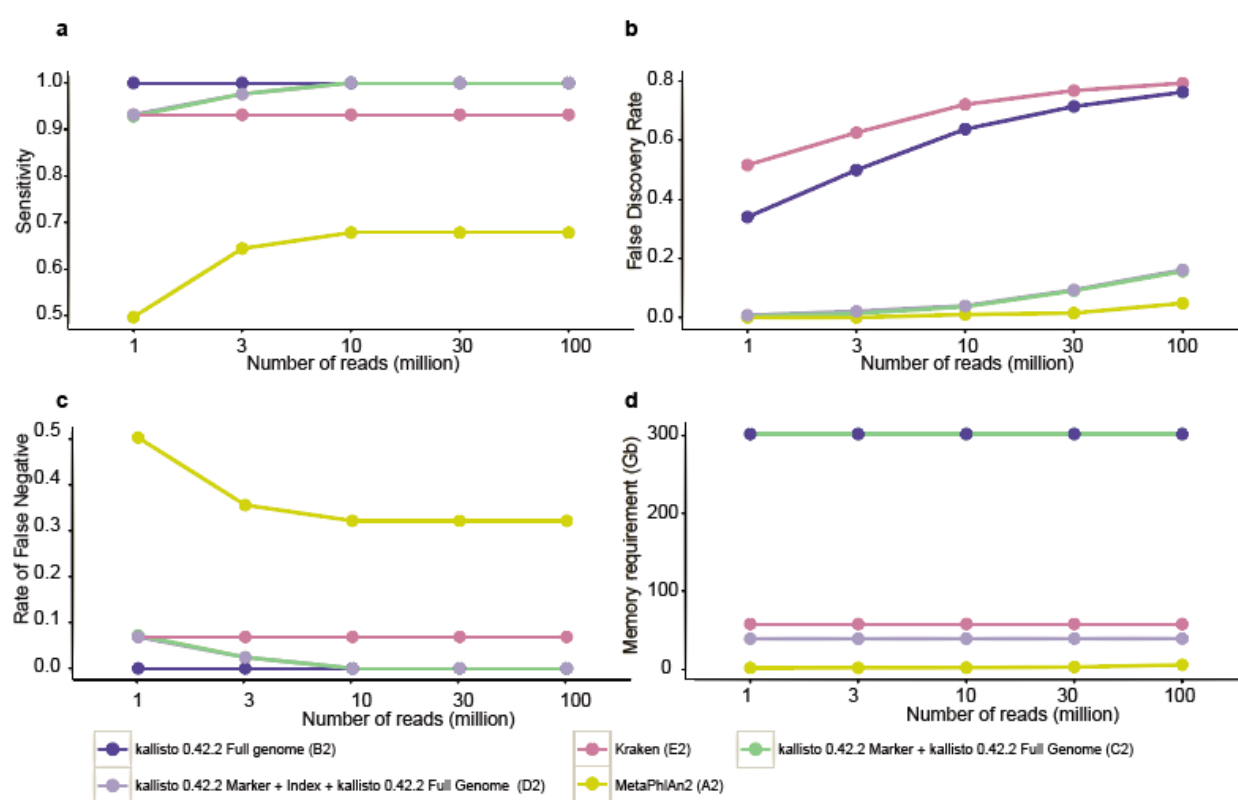 a
1.0
0.9
0.8
0.7
0.6
0.5
Sensitivity
1 3 10 30 100
Number of reads (million)
b
0.8
0.6
0.4
0.2
0.0
False Discovery Rate
1 3 10 30 100
Number of reads (million)
c
0.5
0.4
0.3
0.2
0.1
0.0
Rate of False Negative
1 3 10 30 100
Number of reads (million)
d
300
200
100
0
Memory requirement (Gb)
1 3 10 30 100
Number of reads (million)
kallisto 0.42.2 Full genome (B2)
Kraken (E2)
kallisto 0.42.2 Marker + kallisto 0.42.2 Full Genome (C2)
kallisto 0.42.2 Marker + Index + kallisto 0.42.2 Full Genome (D2)
MetaPhlAn2 (A2)